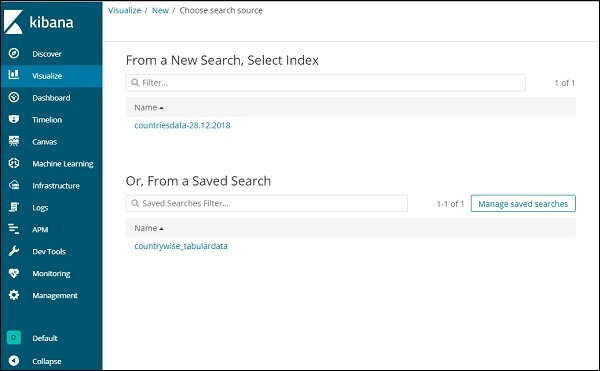 kibana
Discover
Visualize
Dashboard
Timelion
Canvas
Machine Learning
Infrastructure
Logs
APM
Dev Tools
Monitoring
Management
D Default
Collapse
Visualize / New / Choose search source
From a New Search, Select Index
Filter... 1 of 1
Name
countriesdata-28.12.2018
Or, From a Saved Search
Saved Searches Filter... 1-1 of 1 Manage saved searches
Name
countrywise_tabulardata